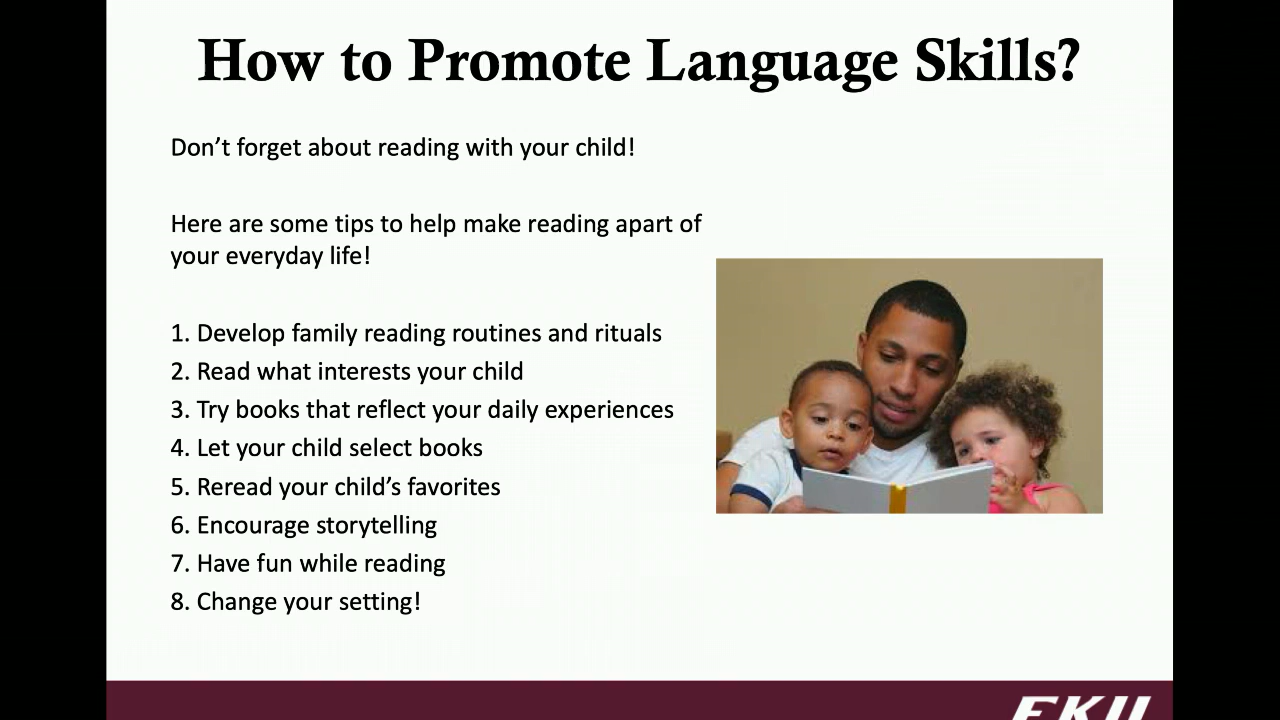 How to Promote Language Skills?
Don't forget about reading with your child!
Here are some tips to help make reading apart of
your everyday life!
1. Develop family reading routines and rituals
2. Read what interests your child
3. Try books that reflect your daily experiences
4. Let your child select books
5. Reread your child's favorites
6. Encourage storytelling
7. Have fun while reading
8. Change your setting!
EKU